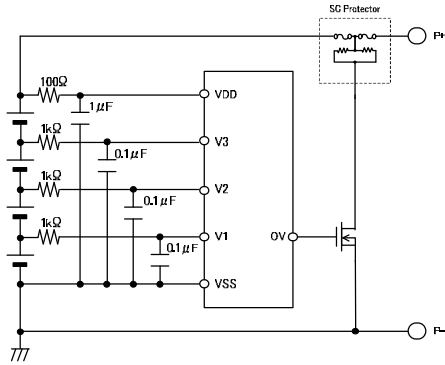 SC Protector
P+
100Ω
VDD
1μF
1kΩ
V3
0.1μF
1kΩ
V2
0.1μF
1kΩ
V1
OV
0.1μF
VSS
P-